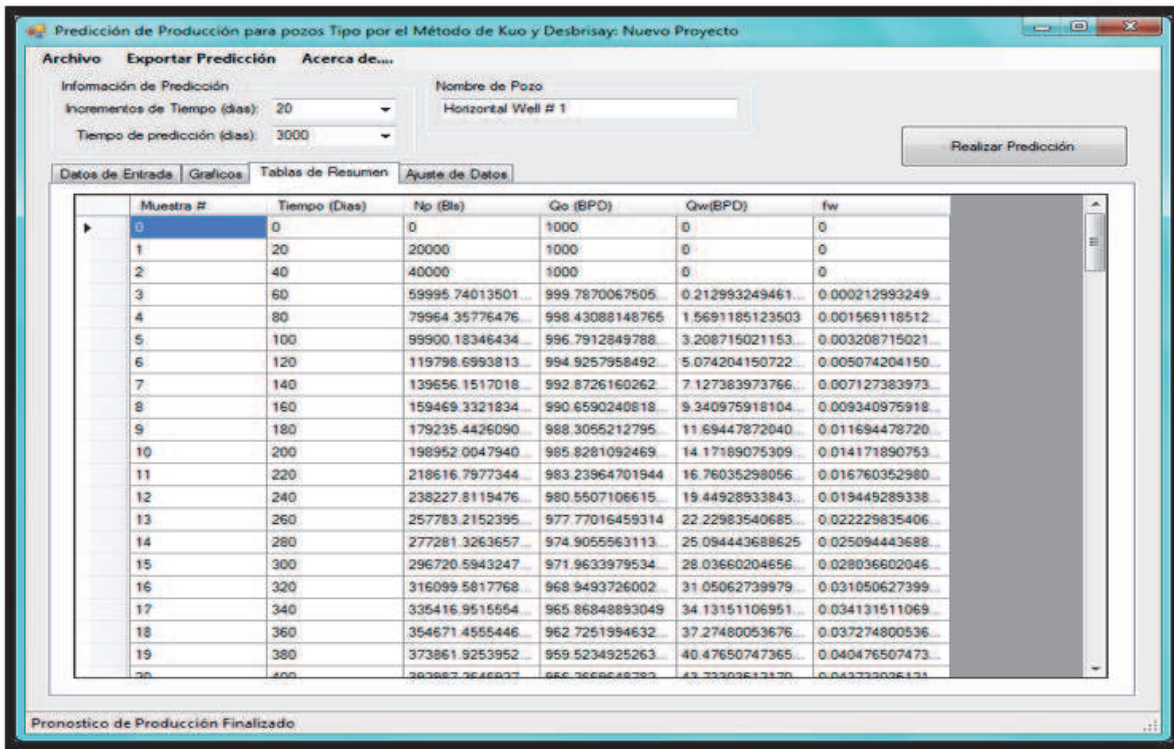 Predicción de Producción para pozos Tipo por el Método de Kuo y Desbrisay: Nuevo Proyecto
Archivo Exportar Predicción Acerca de....
Información de Predicción Nombre de Pozo
Incrementos de Tiempo (dias): 20 Horizontal Well # 1
Tiempo de predicción (dias): 3000
Realizar Predicción
Datos de Entrada Graficos Tablas de Resumen Ajuste de Datos
Muestra # Tiempo (Dias) Np (Bls) Qo (BPD) Qw(BPD) fw
0 0 0 1000 0 0
1 20 20000 1000 0 0
2 40 40000 1000 0 0
3 60 59995.74013501... 999.7870067505... 0.212993249461... 0.000212993249...
4 80 79964.35776476... 998.43088148765 1.5691185123503 0.001569118512...
5 100 99900.18346434... 996.7912849788... 3.208715021153... 0.003208715021...
6 120 119798.6993813... 994.9257958492... 5.074204150722... 0.005074204150...
7 140 139656.1517018... 992.8726160262... 7.127383973766... 0.007127383973...
8 160 159469.3321834... 990.6590240818... 9.340975918104... 0.009340975918...
9 180 179235.4426090... 988.3055212795... 11.69447872040... 0.011694478720...
10 200 198952.0047940... 985.8281092469... 14.17189075309... 0.014171890753...
11 220 218616.7977344... 983.23964701944 16.76035298056... 0.016760352980...
12 240 238227.8119476... 980.5507106615... 19.44928933843... 0.019449289338...
13 260 257783.2152395... 977.77016459314 22.22983540685... 0.022229835406...
14 280 277281.3263657... 974.9055563113... 25.094443688625 0.025094443688...
15 300 296720.5943247... 971.9633979534... 28.03660204656... 0.028036602046...
16 320 316099.5817768... 968.9493726002... 31.05062739979... 0.031050627399...
17 340 335416.9515554... 965.86848893049 34.13151106951... 0.034131511069...
18 360 354671.4555446... 962.7251994632... 37.27480053676... 0.037274800536...
19 380 373861.9253952... 959.5234925263... 40.47650747365... 0.040476507473...
20 400
Pronostico de Producción Finalizado